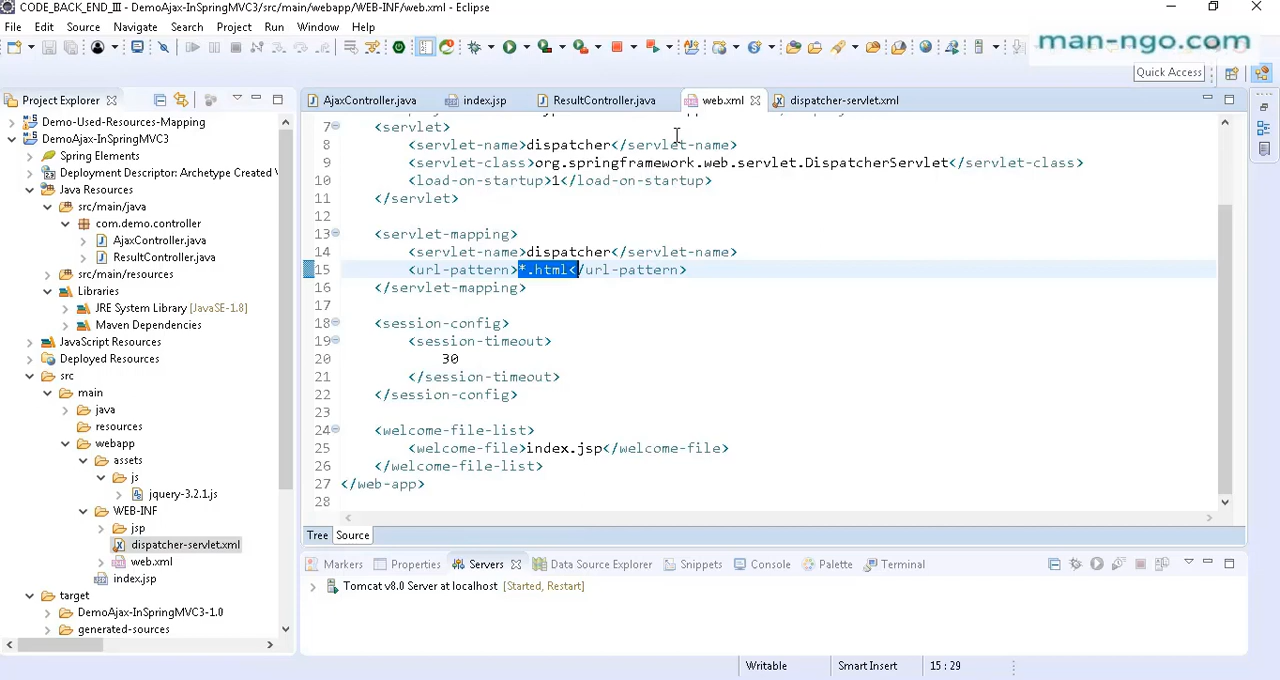 CODE_BACK_END_III - DemoAjax-InSpringMVC3/src/main/webapp/WEB-INF/web.xml - Eclipse
File Edit Source Navigate Search Project Run Window Help
man-ngo.com
Quick Access
Project Explorer
AjaxController.java index.jsp ResultController.java web.xml dispatcher-servlet.xml
Demo-Used-Resources-Mapping
DemoAjax-InSpringMVC3
Spring Elements
Deployment Descriptor: Archetype Created
Java Resources
src/main/java
com.demo.controller
AjaxController.java
ResultController.java
src/main/resources
Libraries
JRE System Library [JavaSE-1.8]
Maven Dependencies
JavaScript Resources
Deployed Resources
src
main
java
resources
webapp
assets
js
jquery-3.2.1.js
WEB-INF
jsp
dispatcher-servlet.xml
web.xml
index.jsp
target
DemoAjax-InSpringMVC3-1.0
generated-sources
7 <servlet>
8 <servlet-name>dispatcher</servlet-name>
9 <servlet-class>org.springframework.web.servlet.DispatcherServlet</servlet-class>
10 <load-on-startup>1</load-on-startup>
11 </servlet>
12
13 <servlet-mapping>
14 <servlet-name>dispatcher</servlet-name>
15 <url-pattern>*.html</url-pattern>
16 </servlet-mapping>
17
18 <session-config>
19 <session-timeout>
20 30
21 </session-timeout>
22 </session-config>
23
24 <welcome-file-list>
25 <welcome-file>index.jsp</welcome-file>
26 </welcome-file-list>
27 </web-app>
28
Tree Source
Markers Properties Servers Data Source Explorer Snippets Console Palette Terminal
Tomcat v8.0 Server at localhost [Started, Restart]
Writable Smart Insert 15 : 29